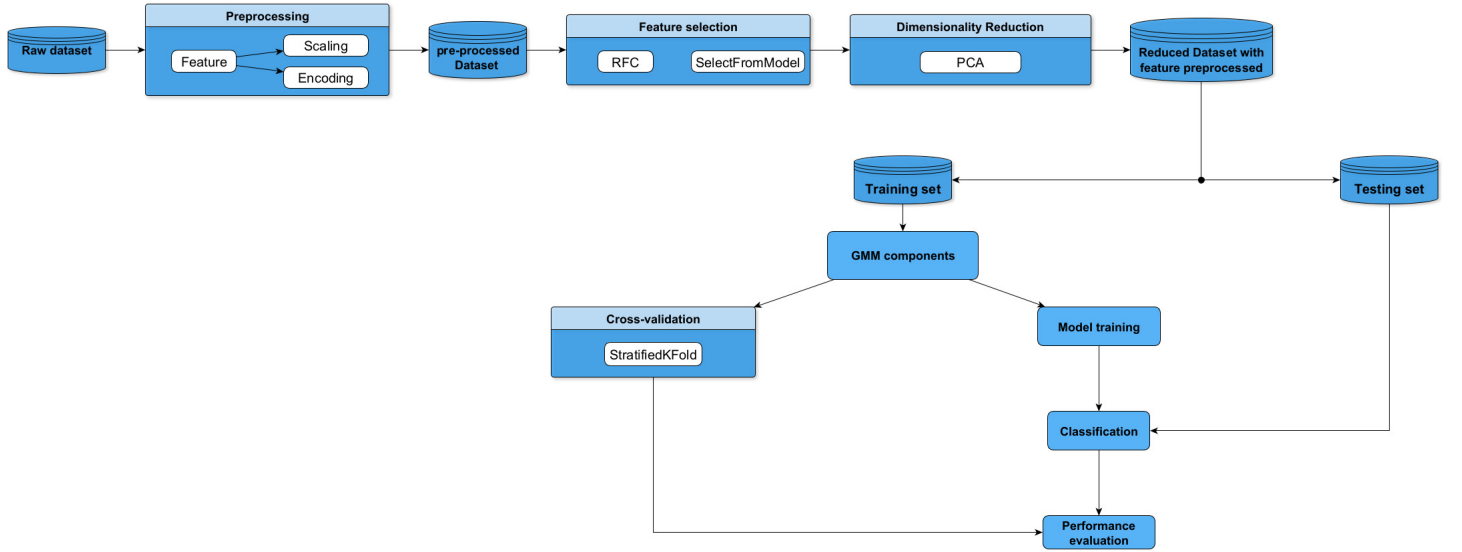 Raw dataset
Preprocessing
Feature
Scaling
Encoding
pre-processed
Dataset
Feature selection
RFC
SelectFromModel
Dimensionality Reduction
PCA
Reduced Dataset with
feature preprocessed
Training set
Testing set
GMM components
Cross-validation
StratifiedKFold
Model training
Classification
Performance
evaluation